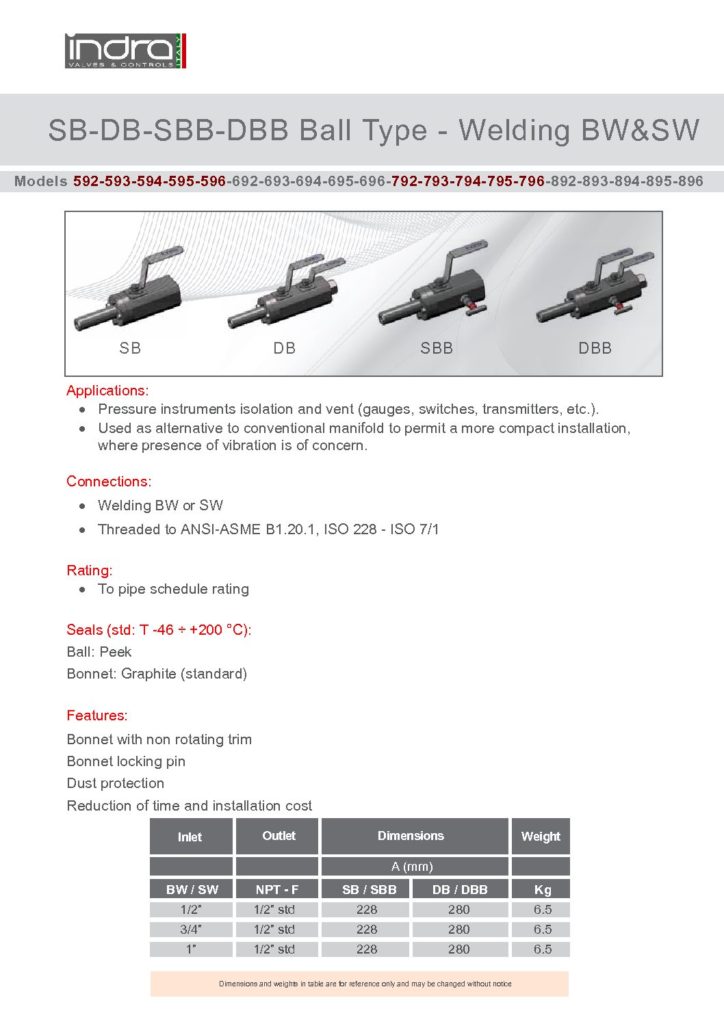 indra
ITALY
VALVES & CONTROLS
SB-DB-SBB-DBB Ball Type - Welding BW&SW
Models 592-593-594-595-596-692-693-694-695-696-792-793-794-795-796-892-893-894-895-896
SB DB SBB DBB
Applications:
● Pressure instruments isolation and vent (gauges, switches, transmitters, etc.).
● Used as alternative to conventional manifold to permit a more compact installation,
where presence of vibration is of concern.
Connections:
● Welding BW or SW
● Threaded to ANSI-ASME B1.20.1, ISO 228 - ISO 7/1
Rating:
● To pipe schedule rating
Seals (std: T -46 ÷ +200 °C):
Ball: Peek
Bonnet: Graphite (standard)
Features:
Bonnet with non rotating trim
Bonnet locking pin
Dust protection
Reduction of time and installation cost
Inlet Outlet Dimensions Weight
A (mm)
BW / SW NPT - F SB / SBB DB / DBB Kg
1/2" 1/2" std 228 280 6.5
3/4" 1/2" std 228 280 6.5
1" 1/2" std 228 280 6.5
Dimensions and weights in table are for reference only and may be changed without notice